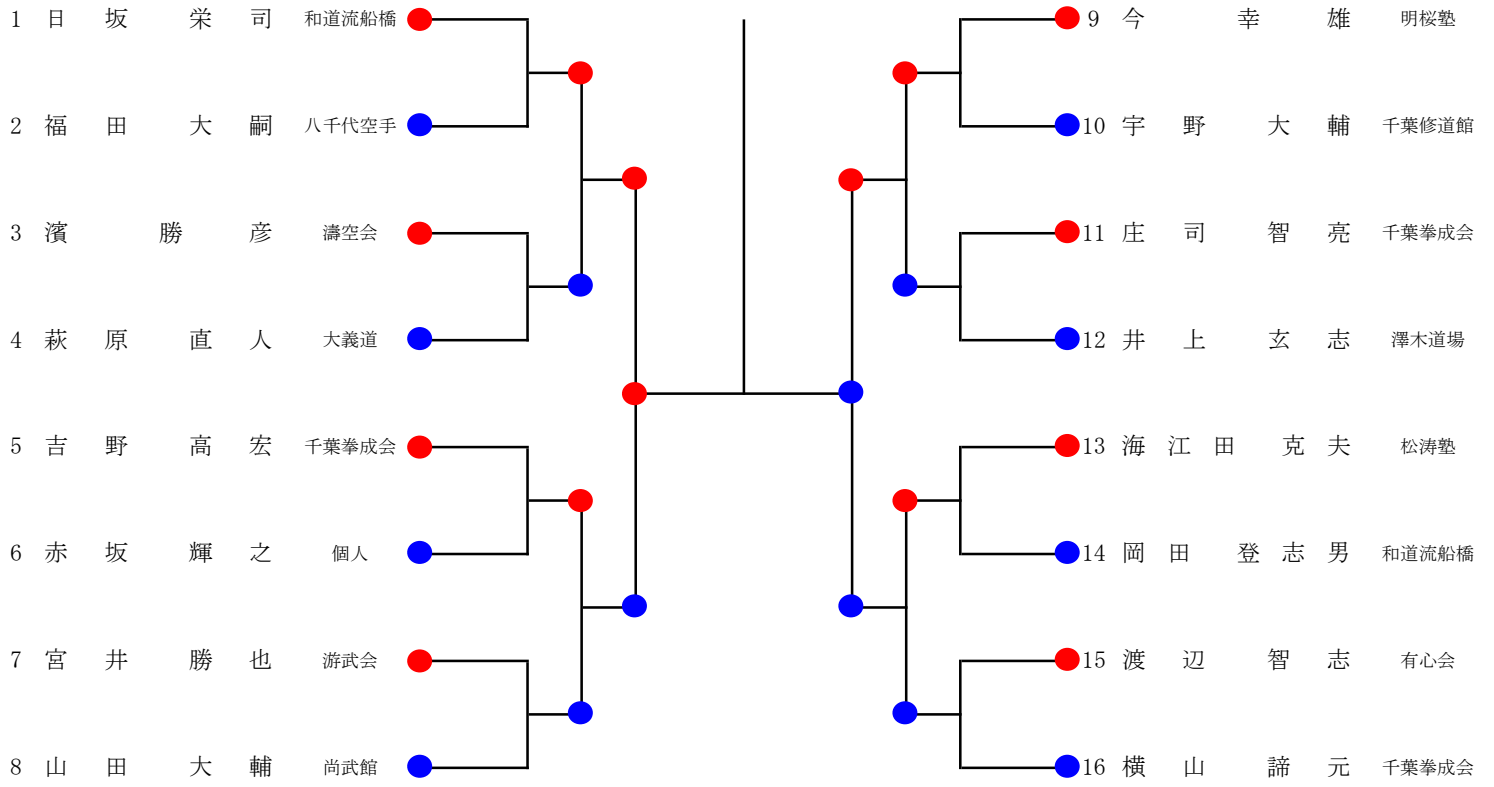 1 日坂 栄司 和道流船橋
2 福田 大嗣 八千代空手
3 濱 勝彦 濤空会
4 萩原 直人 大義道
5 吉野 高宏 千葉拳成会
6 赤坂 輝之 個人
7 宮井 勝也 游武会
8 山田 大輔 尚武館
9 今 幸雄 明桜塾
10 宇野 大輔 千葉修道館
11 庄司 智亮 千葉拳成会
12 井上 玄志 澤木道場
13 海江田 克夫 松涛塾
14 岡田 登志男 和道流船橋
15 渡辺 智志 有心会
16 横山 諦元 千葉拳成会